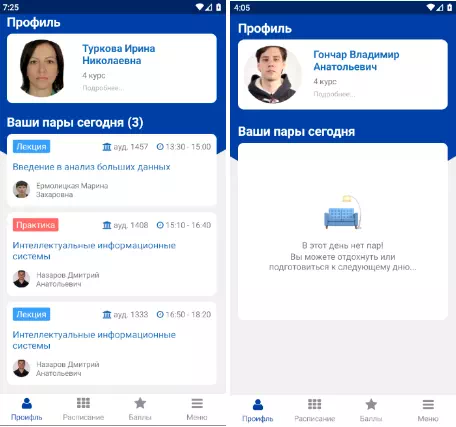 7:25
Профиль
Туркова Ирина
Николаевна
4 курс
Подробнее...
Ваши пары сегодня (3)
Лекция
ауд. 1457
13:30 - 15:00
Введение в анализ больших данных
Ермолицкая Марина
Захаровна
Практика
ауд. 1408
15:10 - 16:40
Интеллектуальные информационные
системы
Назаров Дмитрий
Анатольевич
Лекция
ауд. 1333
16:50 - 18:20
Интеллектуальные информационные
системы
Назаров Дмитрий
Анатольевич
Проифль
Расписание
Баллы
Меню
4:05
Профиль
Гончар Владимир
Анатольевич
4 курс
Подробнее...
Ваши пары сегодня
В этот день нет пар!
Вы можете отдохнуть или
подготовиться к следующему дню...
Проифль
Расписание
Баллы
Меню